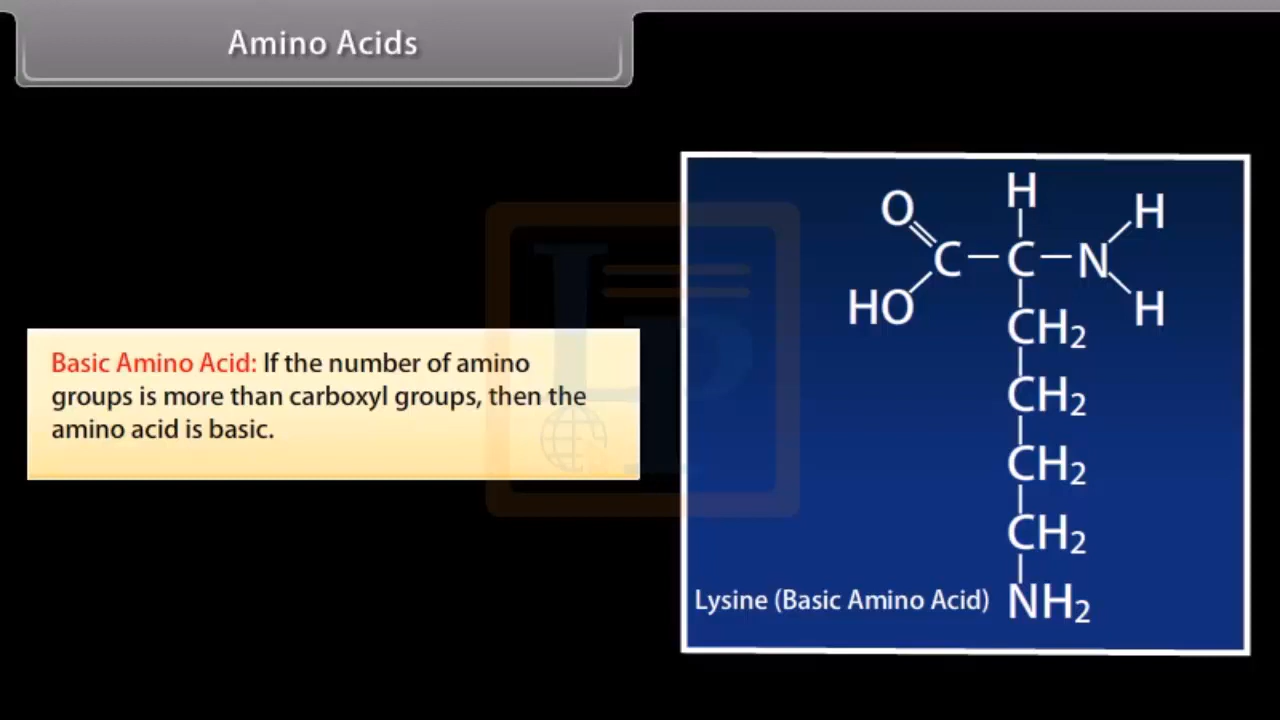 Amino Acids
Basic Amino Acid: If the number of amino
groups is more than carboxyl groups, then the
amino acid is basic.
H
O
H
C
C
N
HO
H
CH2
CH2
CH2
CH2
Lysine (Basic Amino Acid)
NH2